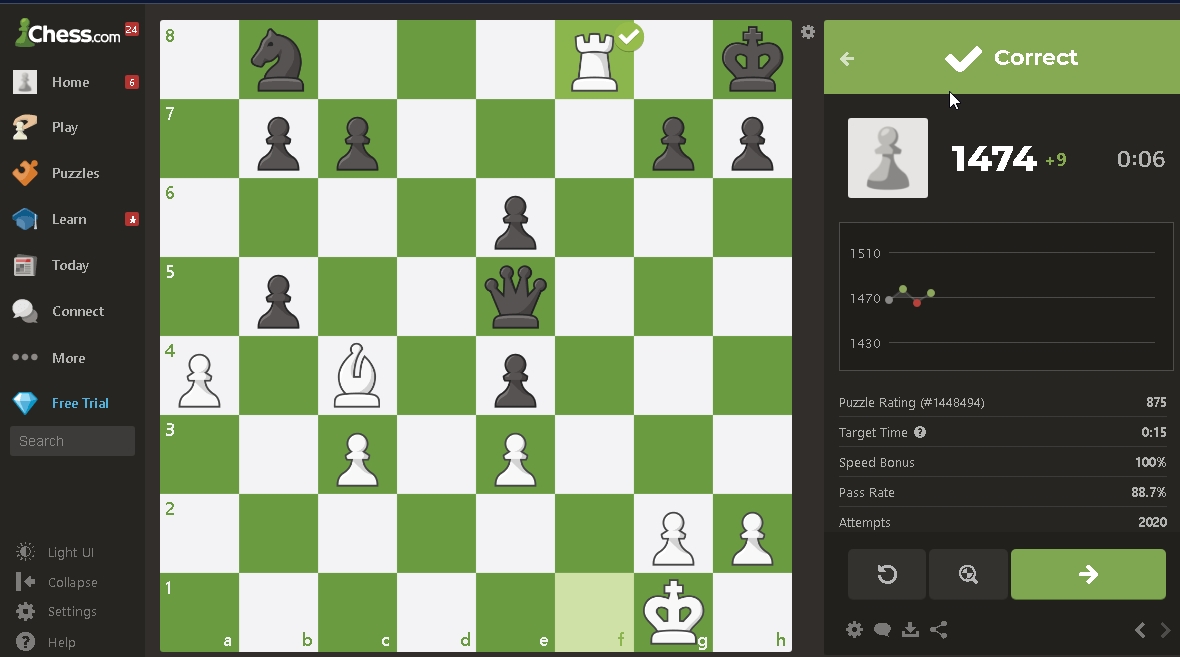 Chess.com 24
Home 6
Play
Puzzles
Learn
Today
Connect
More
Free Trial
Search
Light UI
Collapse
Settings
Help
8
7
6
5
4
3
2
1
a b c d e f g h
Correct
1474 +9 0:06
1510
1470
1430
Puzzle Rating (#1448494) 875
Target Time ? 0:15
Speed Bonus 100%
Pass Rate 88.7%
Attempts 2020